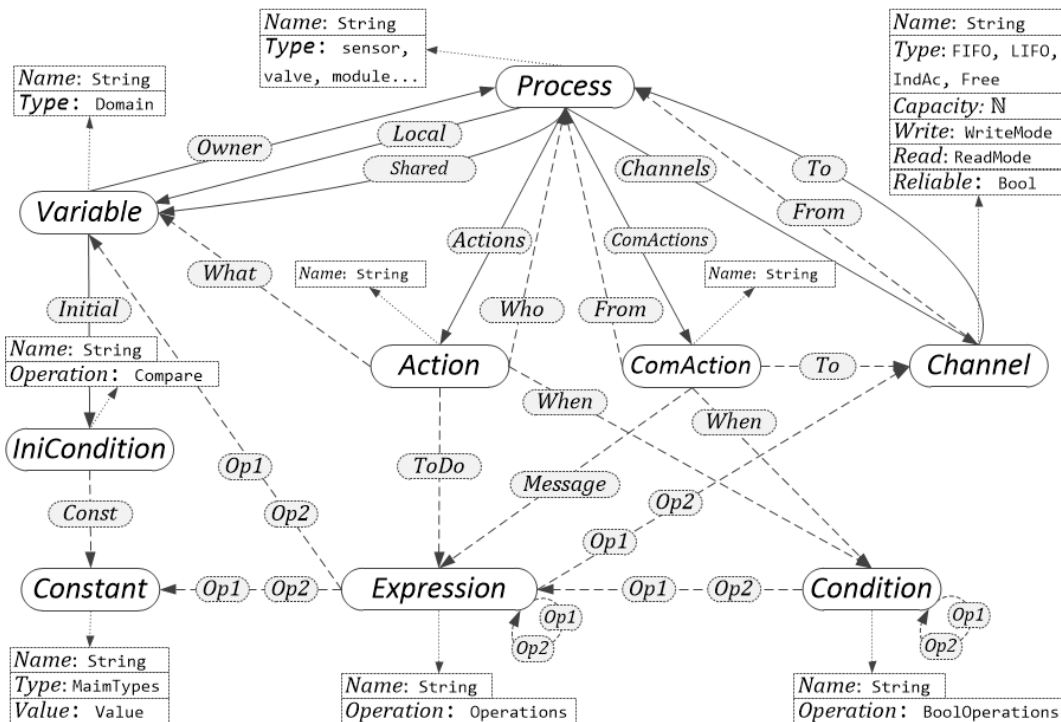 Name: String
Type: sensor,
valve, module...
Name: String
Type: FIFO, LIFO,
IndAc, Free
Capacity: ℕ
Write: WriteMode
Read: ReadMode
Reliable: Bool
Name: String
Type: Domain
Process
Owner
Local
Shared
Channels
To
From
Variable
Actions
ComActions
What
Name: String
Name: String
Initial
Who
From
Name: String
Operation: Compare
Action
ComAction
To
Channel
When
When
IniCondition
Op1
ToDo
Message
Op2
Const
Op2
Op1
Constant
Op1
Op2
Expression
Op1
Op2
Condition
Op1
Op2
Op1
Op2
Name: String
Type: MaimTypes
Value: Value
Name: String
Operation: Operations
Name: String
Operation: BoolOperations